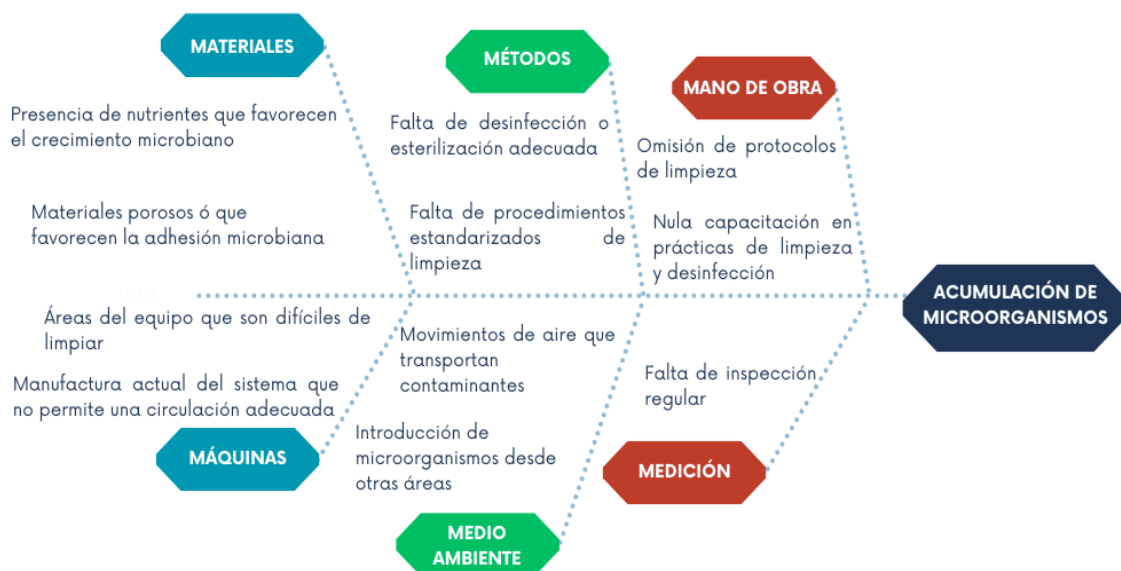 MATERIALES
Presencia de nutrientes que favorecen
el crecimiento microbiano
Materiales porosos ó que
favorecen la adhesión microbiana
MÉTODOS
Falta de desinfección o
esterilización adecuada
Falta de procedimientos
estandarizados de
limpieza
MANO DE OBRA
Omisión de protocolos
de limpieza
Nula capacitación en
prácticas de limpieza
y desinfección
ACUMULACIÓN DE
MICROORGANISMOS
Áreas del equipo que son difíciles de
limpiar
Manufactura actual del sistema que
no permite una circulación adecuada
MÁQUINAS
Movimientos de aire que
transportan
contaminantes
Introducción de
microorganismos desde
otras áreas
MEDIO
AMBIENTE
Falta de inspección
regular
MEDICIÓN